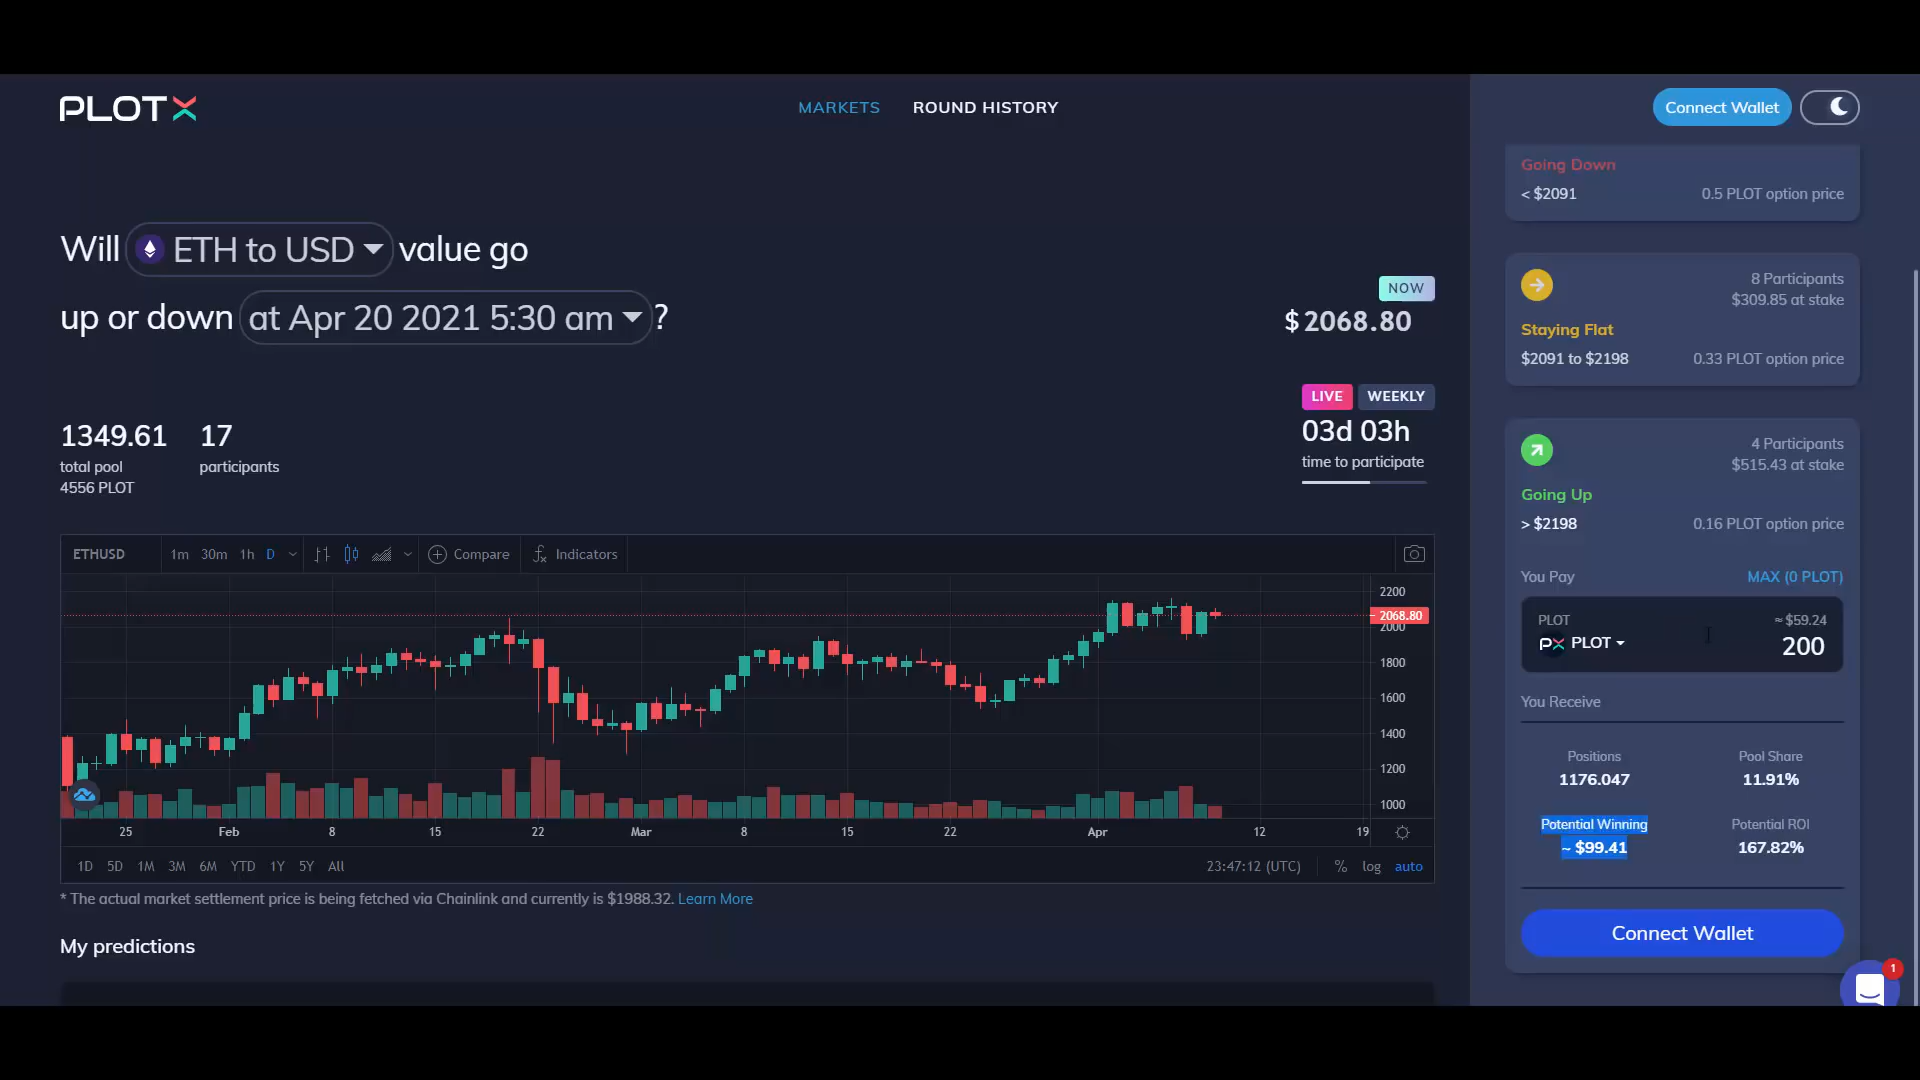 PLOTX
MARKETS ROUND HISTORY
Connect Wallet
Will ETH to USD value go
up or down at Apr 20 2021 5:30 am ?
NOW
$ 2068.80
LIVE WEEKLY
03d 03h
time to participate
1349.61 17
total pool participants
4556 PLOT
ETHUSD 1m 30m 1h D Compare Indicators
2200
2068.80
2000
1800
1600
1400
1200
1000
25 Feb 8 15 22 Mar 8 15 22 Apr 12 19
1D 5D 1M 3M 6M YTD 1Y 5Y All 23:47:12 (UTC) % log auto
* The actual market settlement price is being fetched via Chainlink and currently is $1988.32. Learn More
My predictions
Going Down
< $2091 0.5 PLOT option price
8 Participants
$309.85 at stake
Staying Flat
$2091 to $2198 0.33 PLOT option price
4 Participants
$515.43 at stake
Going Up
> $2198 0.16 PLOT option price
You Pay MAX (0 PLOT)
PLOT ≈ $59.24
PX PLOT 200
You Receive
Positions Pool Share
1176.047 11.91%
Potential Winning Potential ROI
~ $99.41 167.82%
Connect Wallet
1